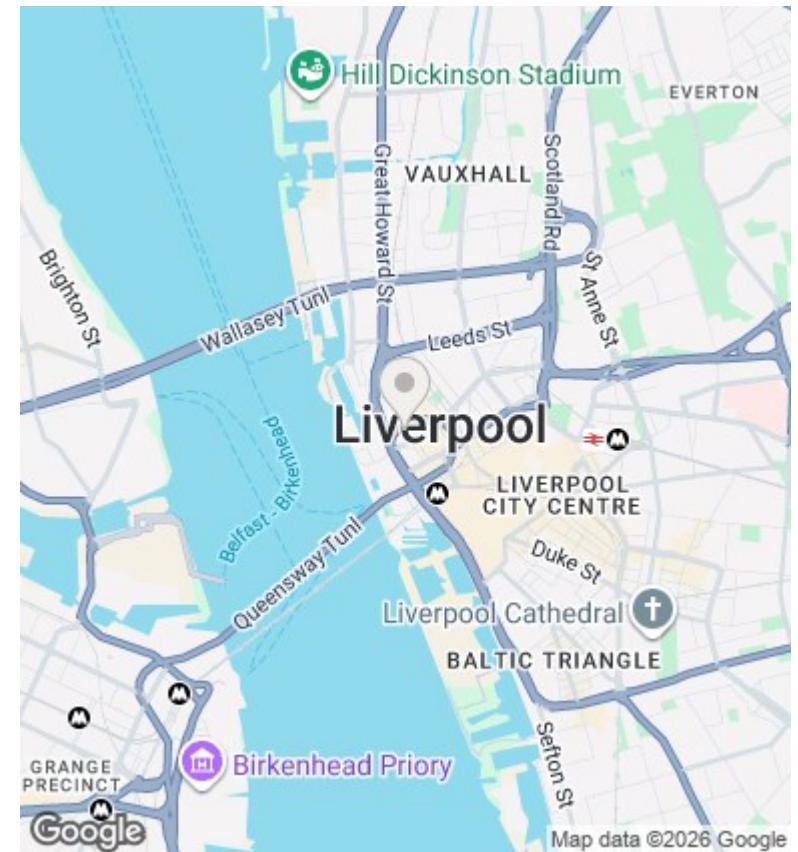 Hill Dickinson Stadium
EVERTON
VAUXHALL
Great Howard St
Scotland Rd
St Anne St
Brighton St
Wallasey Tunl
Leeds St
Liverpool
Belfast - Birkenhead
LIVERPOOL
CITY CENTRE
Queensway Tunl
Duke St
Liverpool Cathedral
BALTIC TRIANGLE
Sefton St
Birkenhead Priory
GRANGE
PRECINCT
Google
Map data ©2026 Google